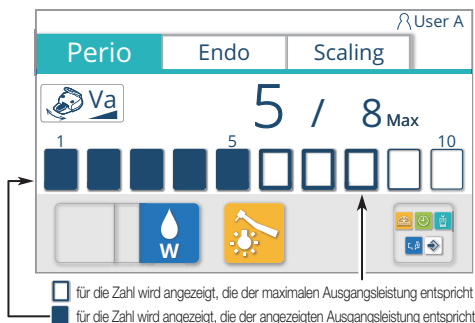 User A
Perio Endo Scaling
Va 5 / 8 Max
1 5 10
W
für die Zahl wird angezeigt, die der maximalen Ausgangsleistung entspricht
für die Zahl wird angezeigt, die der angezeigten Ausgangsleistung entspricht